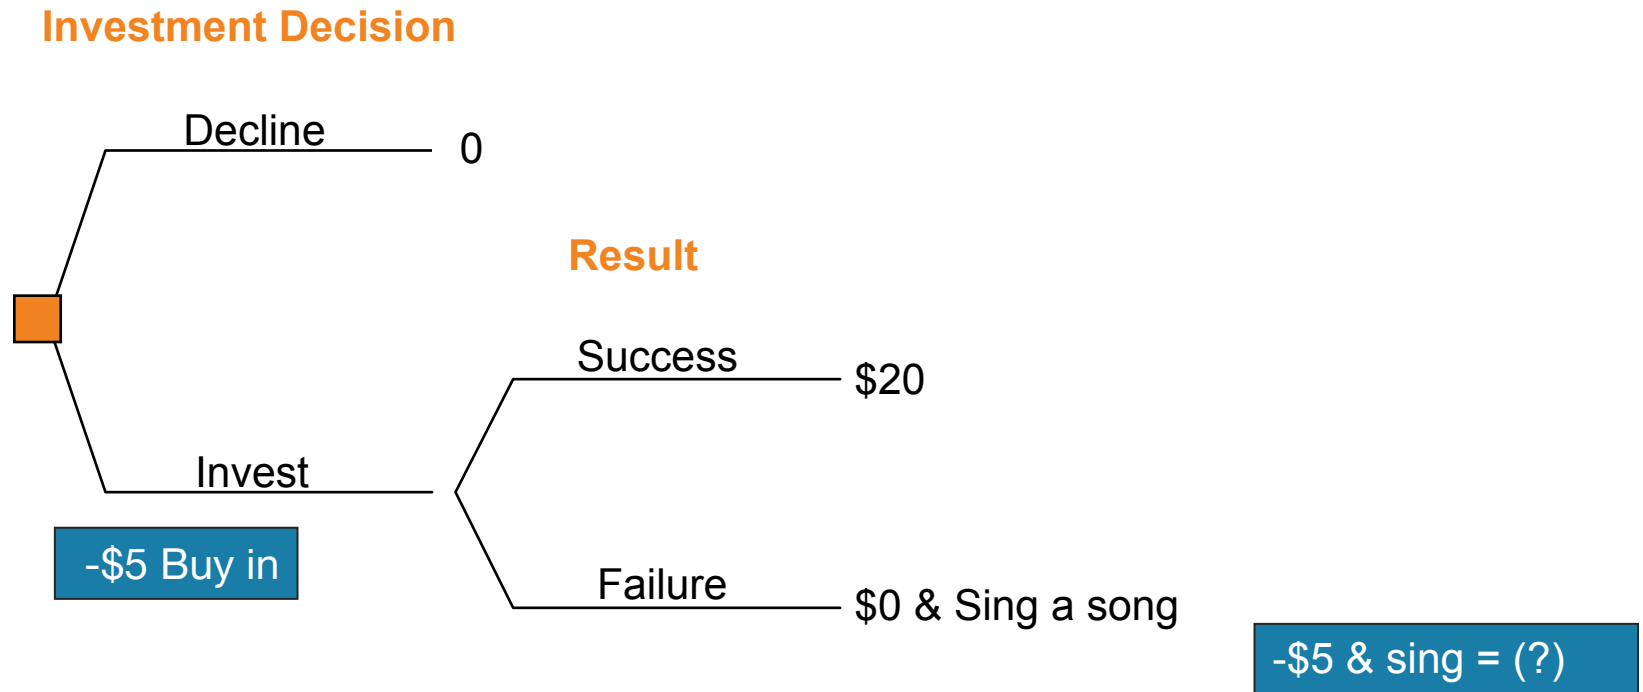 Investment Decision
Decline
0
Result
Success
$20
Invest
-$5 Buy in
Failure
$0 & Sing a song
-$5 & sing = (?)